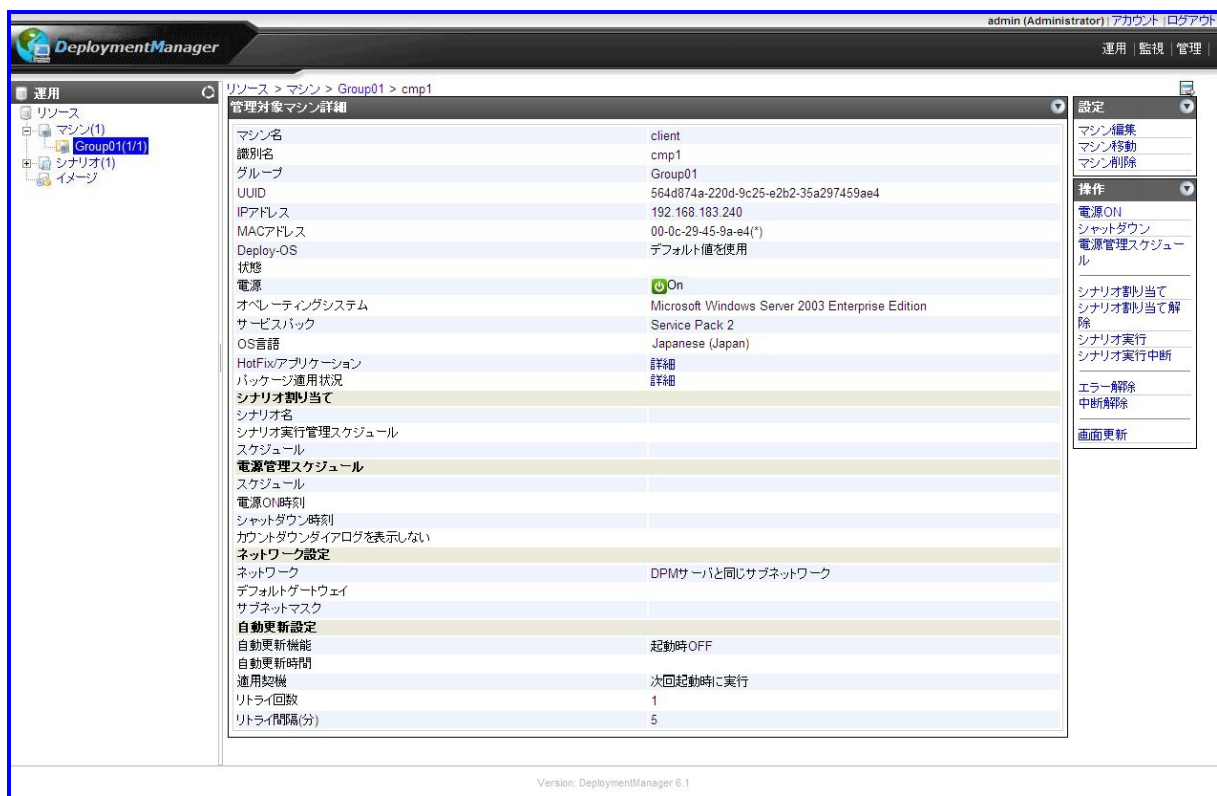 admin (Administrator) | アカウント | ログアウト
DeploymentManager
運用 | 監視 | 管理 |
運用
リソース
マシン(1)
Group01(1/1)
シナリオ(1)
イメージ
リソース > マシン > Group01 > cmp1
管理対象マシン詳細
マシン名 client
識別名 cmp1
グループ Group01
UUID 564d874a-220d-9c25-e2b2-35a297459ae4
IPアドレス 192.168.183.240
MACアドレス 00-0c-29-45-9a-e4(*)
Deploy-OS デフォルト値を使用
状態
電源 On
オペレーティングシステム Microsoft Windows Server 2003 Enterprise Edition
サービスパック Service Pack 2
OS言語 Japanese (Japan)
HotFix/アプリケーション 詳細
パッケージ適用状況 詳細
シナリオ割り当て
シナリオ名
シナリオ実行管理スケジュール
スケジュール
電源管理スケジュール
スケジュール
電源ON時刻
シャットダウン時刻
カウントダウンダイアログを表示しない
ネットワーク設定
ネットワーク DPMサーバと同じサブネットワーク
デフォルトゲートウェイ
サブネットマスク
自動更新設定
自動更新機能 起動時OFF
自動更新時間
適用契機 次回起動時に実行
リトライ回数 1
リトライ間隔(分) 5
設定
マシン編集
マシン移動
マシン削除
操作
電源ON
シャットダウン
電源管理スケジュー
ル
シナリオ割り当て
シナリオ割り当て解
除
シナリオ実行
シナリオ実行中断
エラー解除
中断解除
画面更新
Version: DeploymentManager 6.1